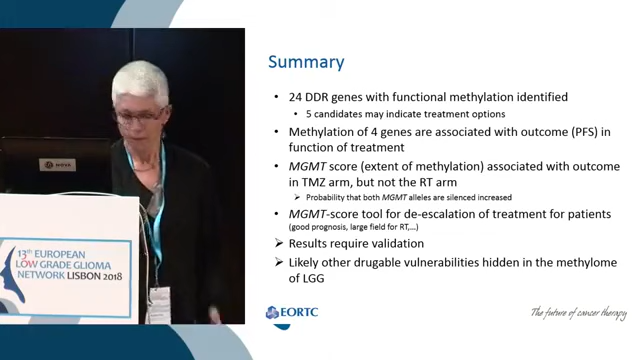 Summary
• 24 DDR genes with functional methylation identified
• 5 candidates may indicate treatment options
• Methylation of 4 genes are associated with outcome (PFS) in
function of treatment
• MGMT score (extent of methylation) associated with outcome
in TMZ arm, but not the RT arm
➢ Probability that both MGMT alleles are silenced increased
• MGMT-score tool for de-escalation of treatment for patients
(good prognosis, large field for RT,...)
➢ Results require validation
➢ Likely other drugable vulnerabilities hidden in the methylome
of LGG
EORTC
The future of cancer therapy
13th EUROPEAN
LOW GRADE GLIOMA
NETWORK LISBON 2018